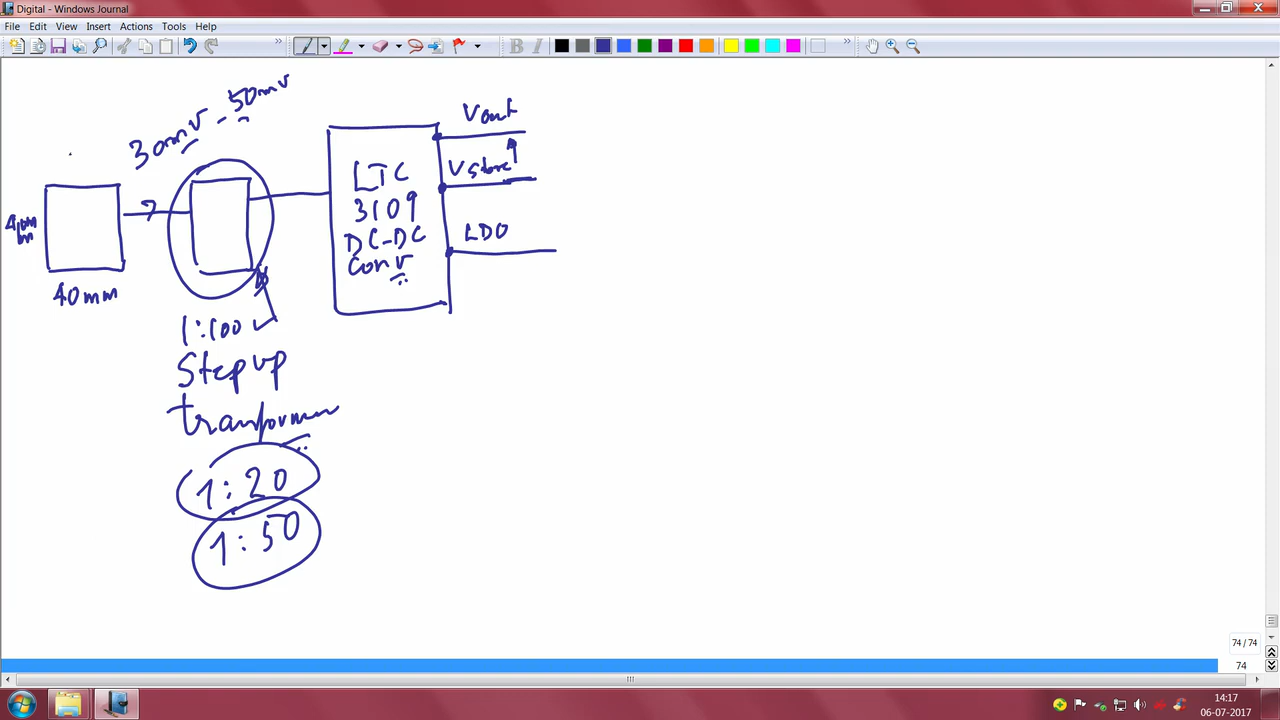 Digital - Windows Journal
File Edit View Insert Actions Tools Help
30mV - 50mV
40mm
40mm
1:100
Step up
tranformer
1:20
1:50
LTC
3109
DC-DC
Conv
Vout
Vstore
LDO
74 / 74
74
14:17
06-07-2017